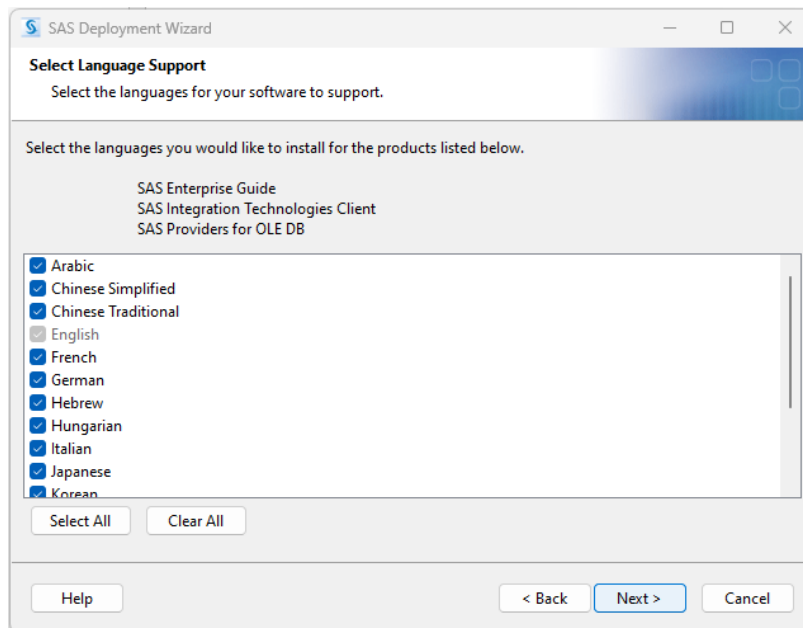 SAS Deployment Wizard
Select Language Support
Select the languages for your software to support.
Select the languages you would like to install for the products listed below.
SAS Enterprise Guide
SAS Integration Technologies Client
SAS Providers for OLE DB
Arabic
Chinese Simplified
Chinese Traditional
English
French
German
Hebrew
Hungarian
Italian
Japanese
Korean
Select All Clear All
Help < Back Next > Cancel